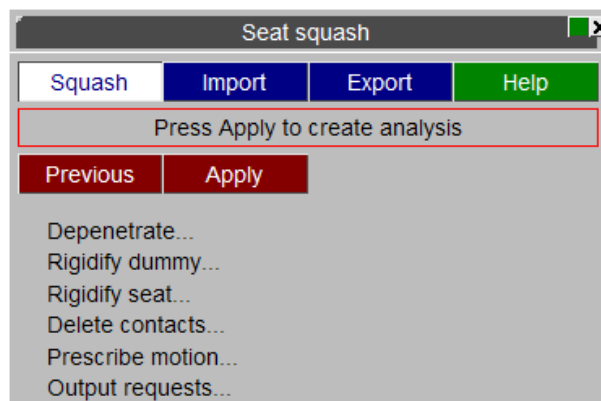 Seat squash
Squash Import Export Help
Press Apply to create analysis
Previous Apply
Depenetrate...
Rigidify dummy...
Rigidify seat...
Delete contacts...
Prescribe motion...
Output requests...